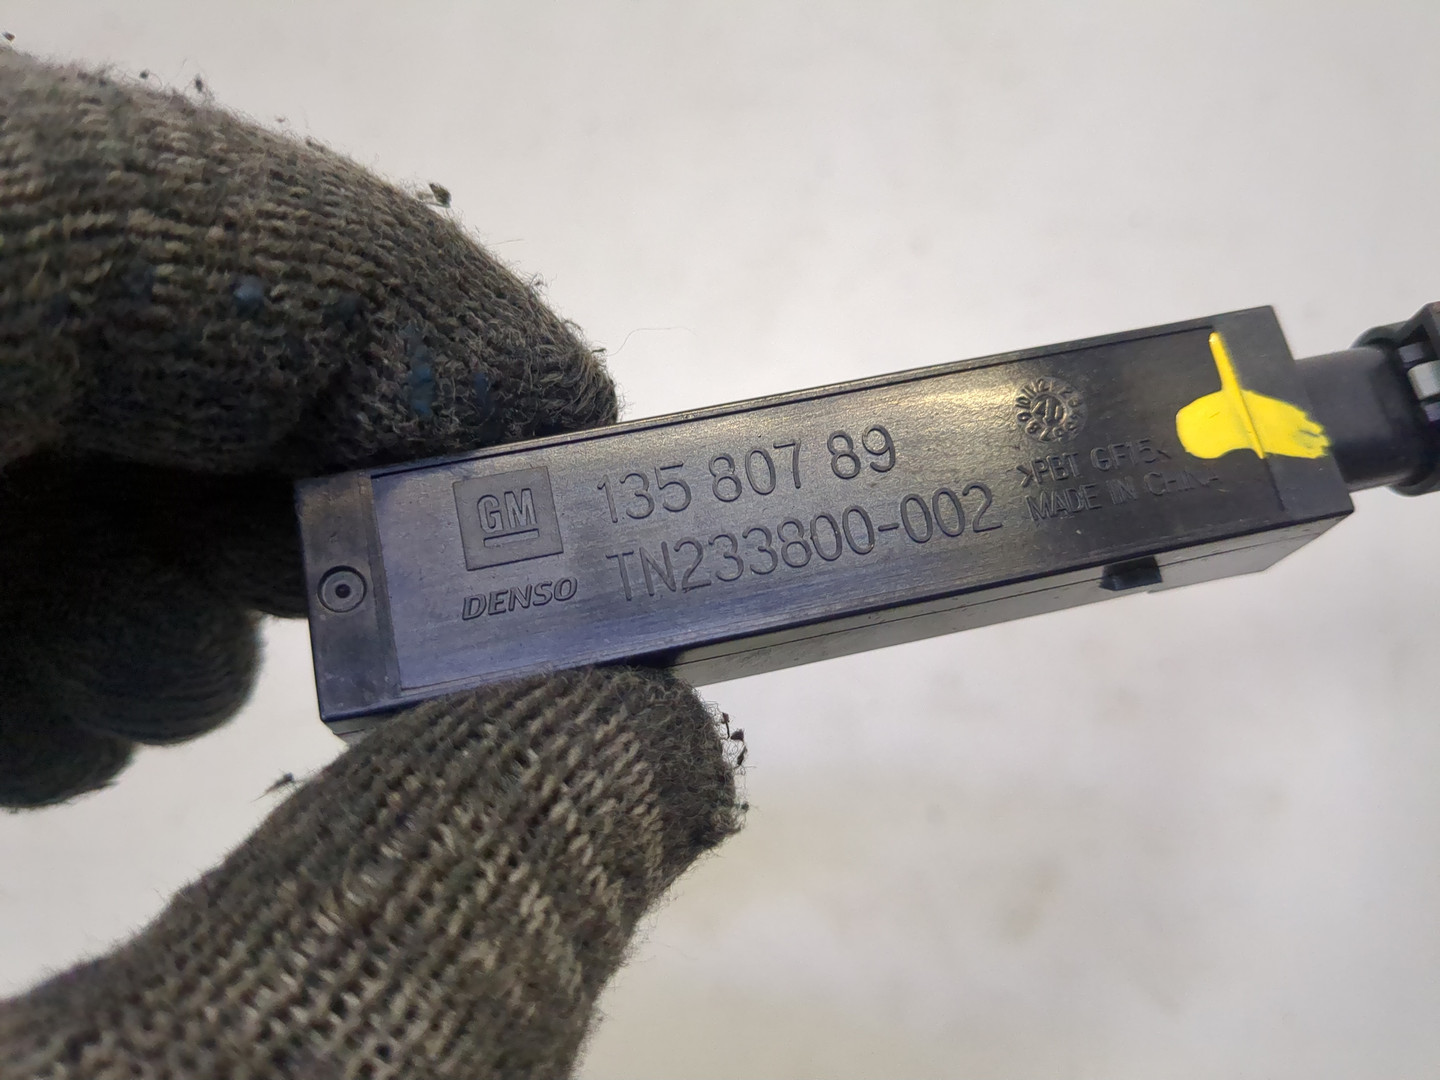 GM
135 807 89
DENSO
TN233800-002
>PBT GF15<
MADE IN CHINA